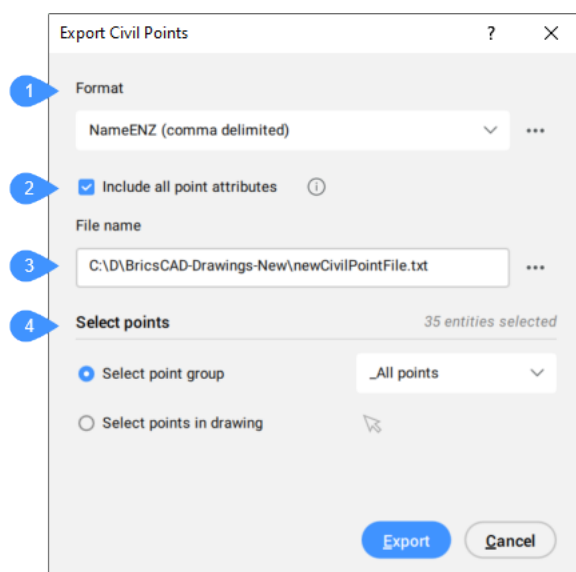 Export Civil Points ?
1 Format
NameENZ (comma delimited)
2 Include all point attributes
File name
3 C:\D\BricsCAD-Drawings-New\newCivilPointFile.txt
4 Select points 35 entities selected
Select point group _All points
Select points in drawing
Export Cancel